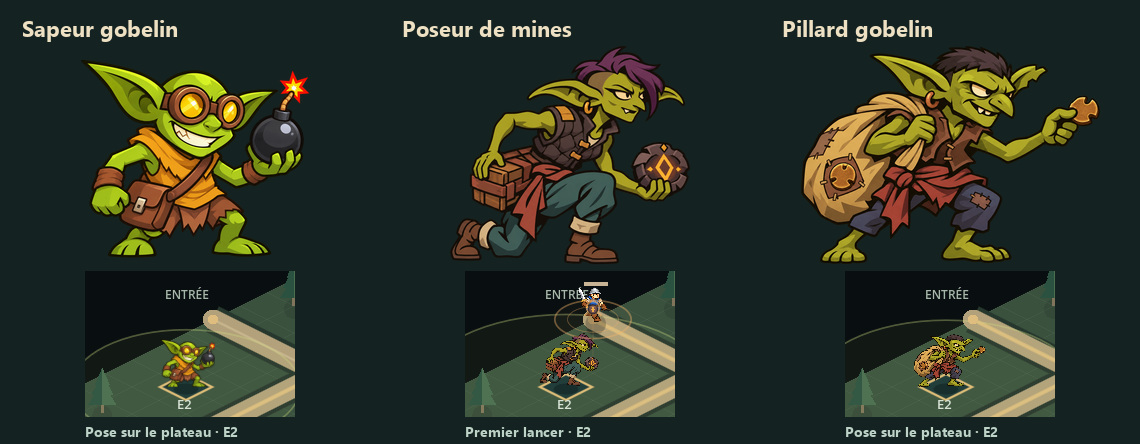 Sapeur gobelin
Poseur de mines
Pillard gobelin
ENTRÉE
ENTRÉE
ENTRÉE
E2
E2
E2
Pose sur le plateau · E2
Premier lancer · E2
Pose sur le plateau · E2